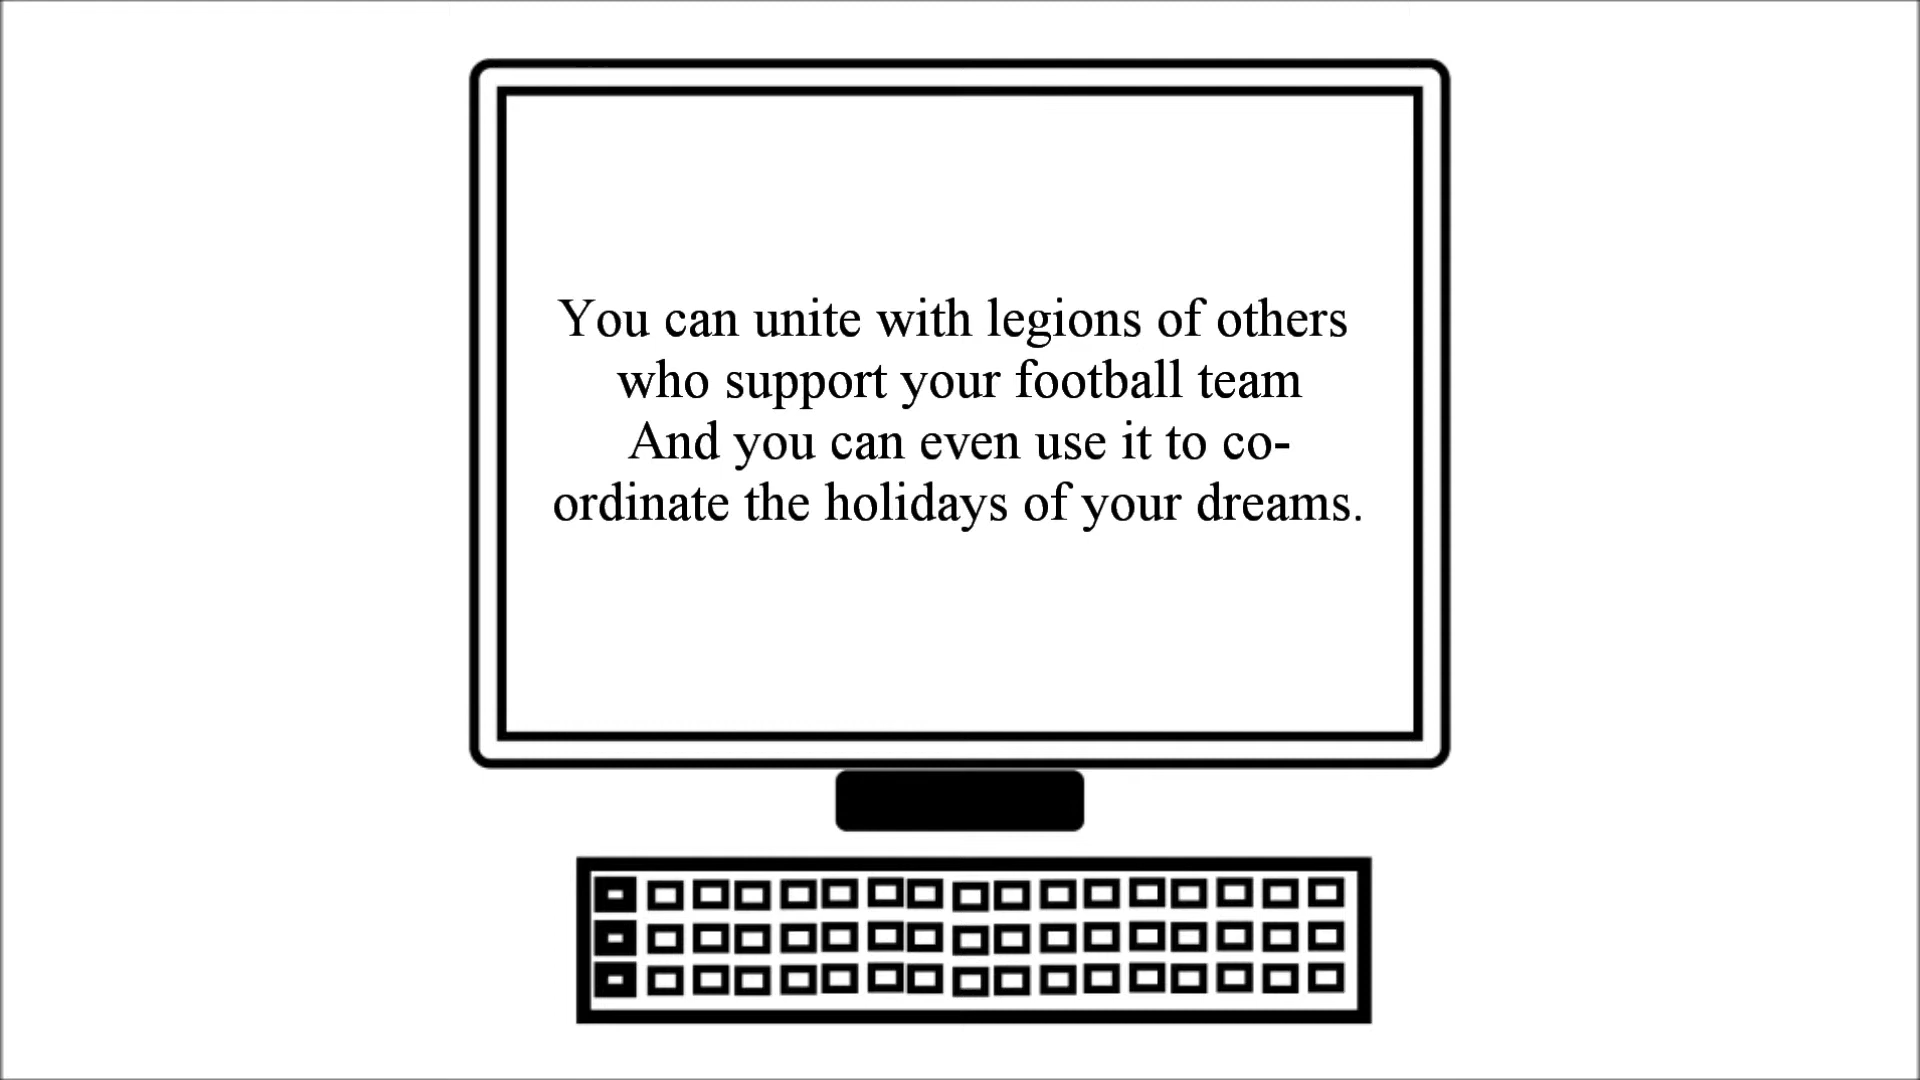 You can unite with legions of others
who support your football team
And you can even use it to co-
ordinate the holidays of your dreams.